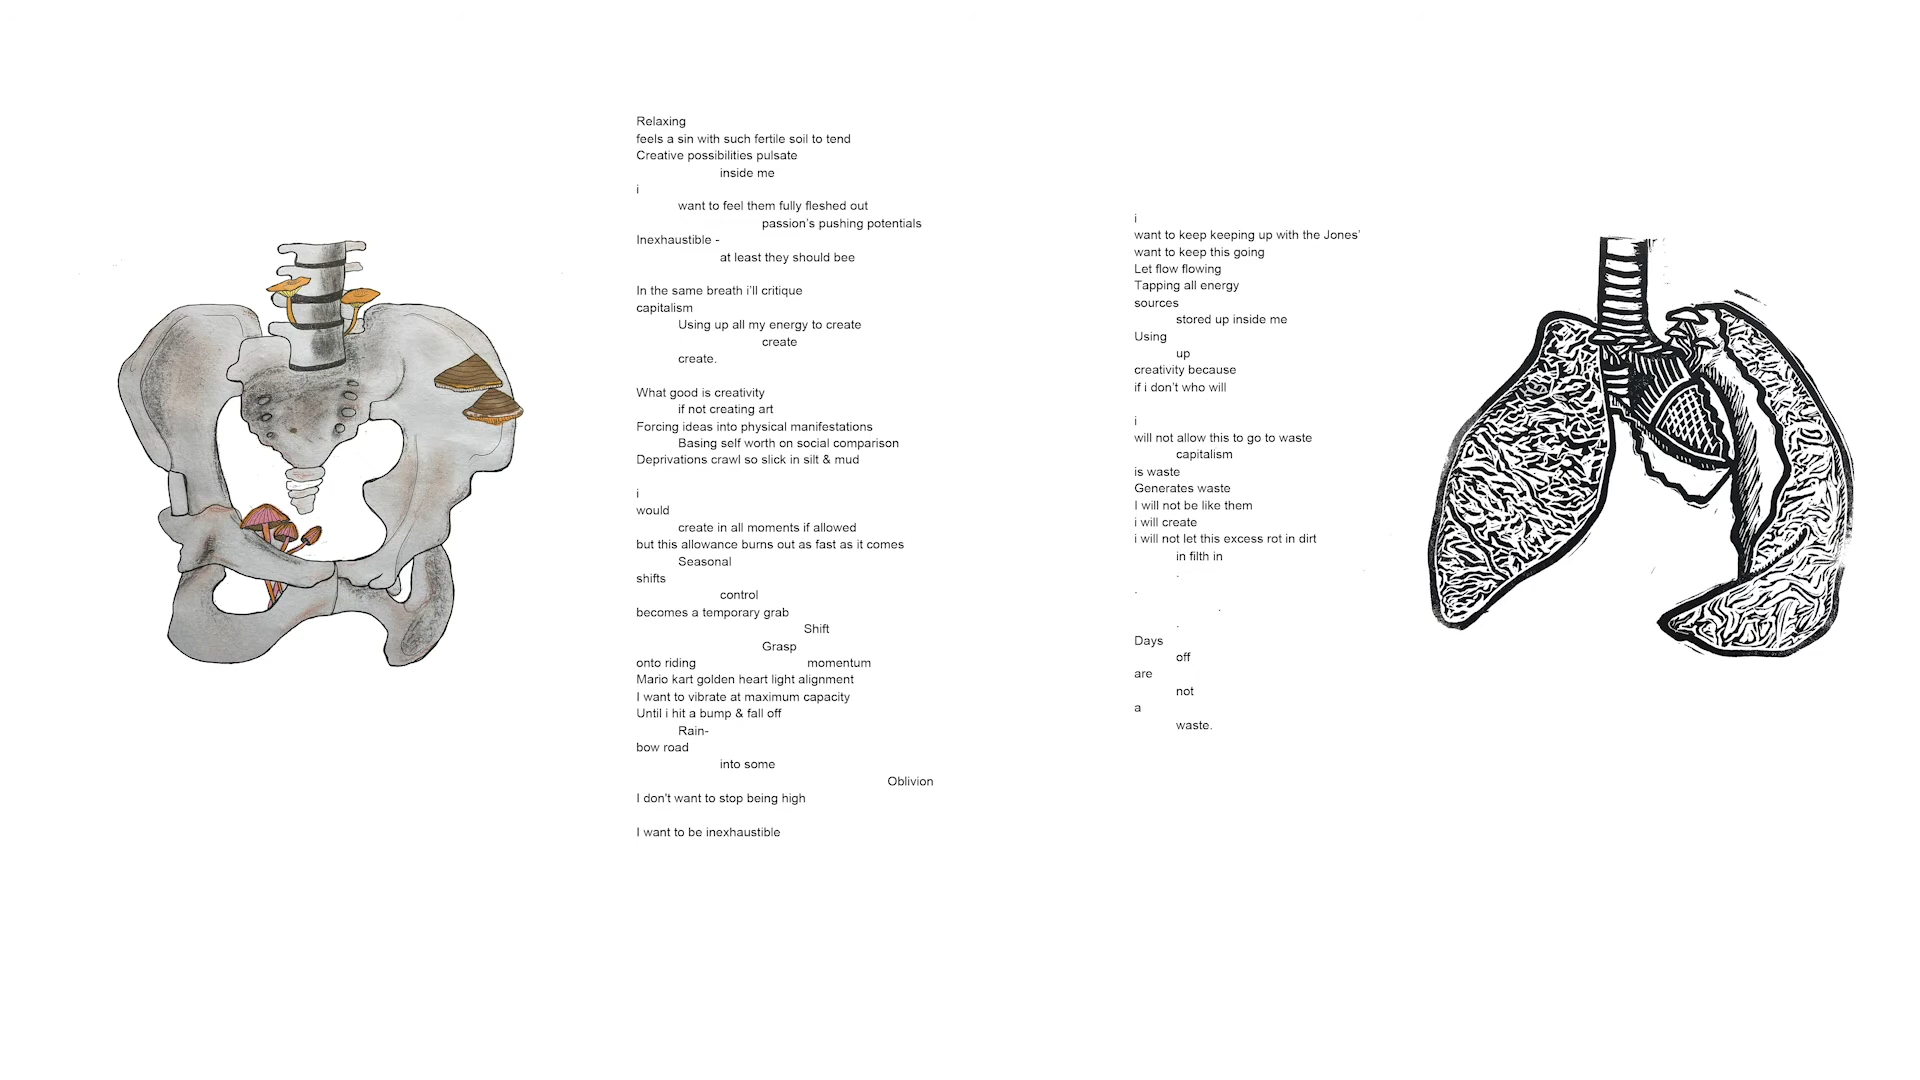 Relaxing
feels a sin with such fertile soil to tend
Creative possibilities pulsate
inside me
i
want to feel them fully fleshed out
passion's pushing potentials
Inexhaustible -
at least they should bee
In the same breath i'll critique
capitalism
Using up all my energy to create
create
create.
What good is creativity
if not creating art
Forcing ideas into physical manifestations
Basing self worth on social comparison
Deprivations crawl so slick in silt & mud
i
would
create in all moments if allowed
but this allowance burns out as fast as it comes
Seasonal
shifts
control
becomes a temporary grab
Shift
Grasp
onto riding momentum
Mario kart golden heart light alignment
I want to vibrate at maximum capacity
Until i hit a bump & fall off
Rain-
bow road
into some
Oblivion
I don't want to stop being high
I want to be inexhaustible
i
want to keep keeping up with the Jones'
want to keep this going
Let flow flowing
Tapping all energy
sources
stored up inside me
Using
up
creativity because
if i don't who will
i
will not allow this to go to waste
capitalism
is waste
Generates waste
I will not be like them
i will create
i will not let this excess rot in dirt
in filth in
.
.
.
.
Days
off
are
not
a
waste.